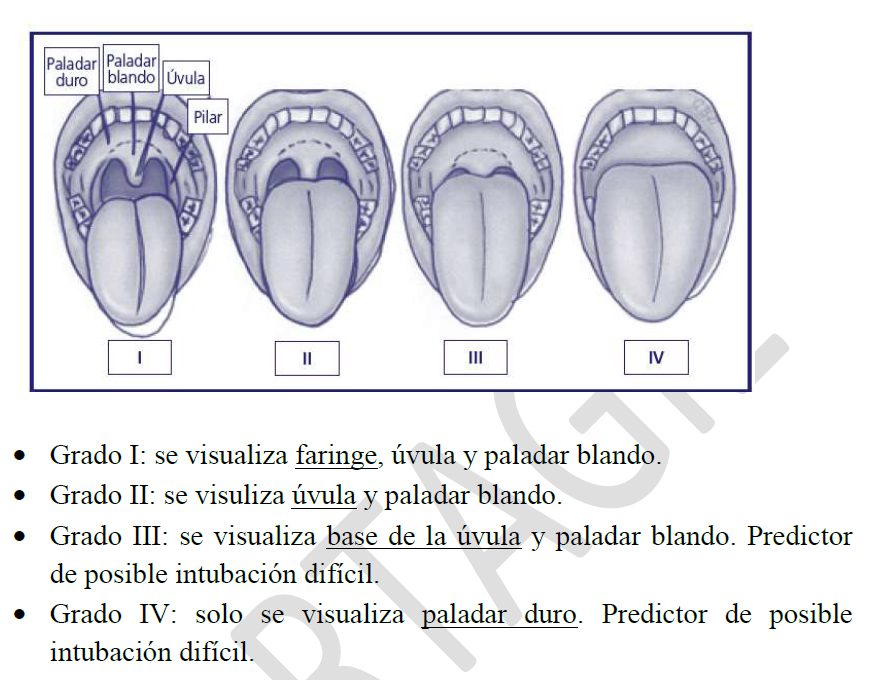 Paladar
duro
Paladar
blando
Úvula
Pilar
I
II
III
IV
• Grado I: se visualiza faringe, úvula y paladar blando.
• Grado II: se visuliza úvula y paladar blando.
• Grado III: se visualiza base de la úvula y paladar blando. Predictor
de posible intubación difícil.
• Grado IV: solo se visualiza paladar duro. Predictor de posible
intubación difícil.